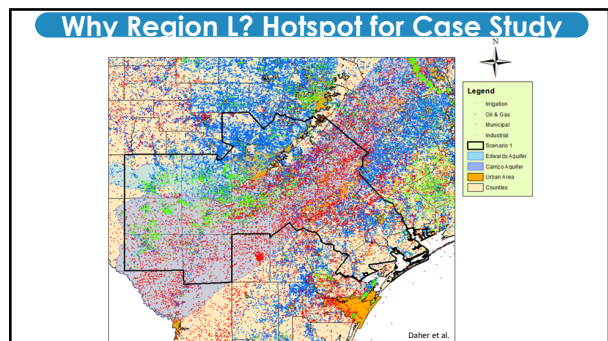 Why Region L? Hotspot for Case Study
N
Legend
Irrigation
Oil & Gas
Municipal
Industrial
Scenario 1
Edwards Aquifer
Carrizo Aquifer
Urban Area
Counties
Daher et al.